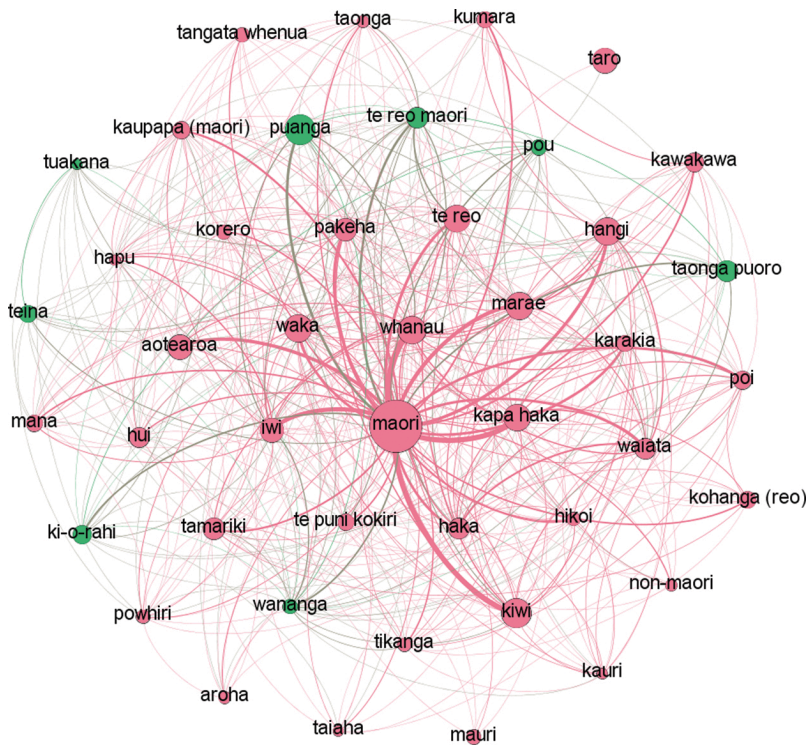 taonga
kumara
tangata whenua
taro
te reo maori
kaupapa (maori)
puanga
pou
tuakana
kawakawa
te reo
korero
pakeha
hangi
hapu
taonga puoro
marae
teina
waka
whanau
aotearoa
karakia
poi
maori
kapa haka
mana
hui
iwi
waiata
kohanga (reo)
te puni kokiri
hikoi
ki-o-rahi
tamariki
haka
non-maori
wananga
powhiri
kiwi
tikanga
kauri
aroha
taiaha
mauri